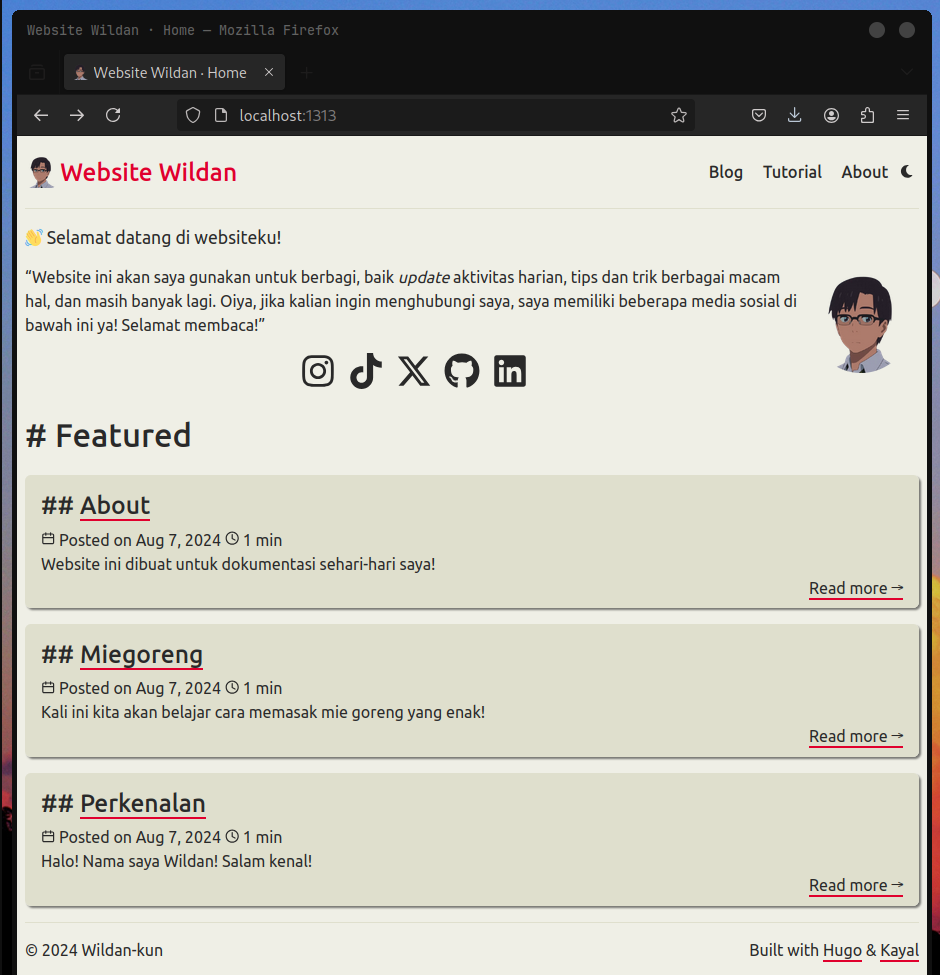 Website Wildan · Home — Mozilla Firefox
Website Wildan · Home
localhost:1313
Website Wildan
Blog Tutorial About
👋 Selamat datang di websiteku!
“Website ini akan saya gunakan untuk berbagi, baik update aktivitas harian, tips dan trik berbagai macam
hal, dan masih banyak lagi. Oiya, jika kalian ingin menghubungi saya, saya memiliki beberapa media sosial di
bawah ini ya! Selamat membaca!”
# Featured
## About
Posted on Aug 7, 2024 1 min
Website ini dibuat untuk dokumentasi sehari-hari saya!
Read more →
## Miegoreng
Posted on Aug 7, 2024 1 min
Kali ini kita akan belajar cara memasak mie goreng yang enak!
Read more →
## Perkenalan
Posted on Aug 7, 2024 1 min
Halo! Nama saya Wildan! Salam kenal!
Read more →
© 2024 Wildan-kun
Built with Hugo & Kayal